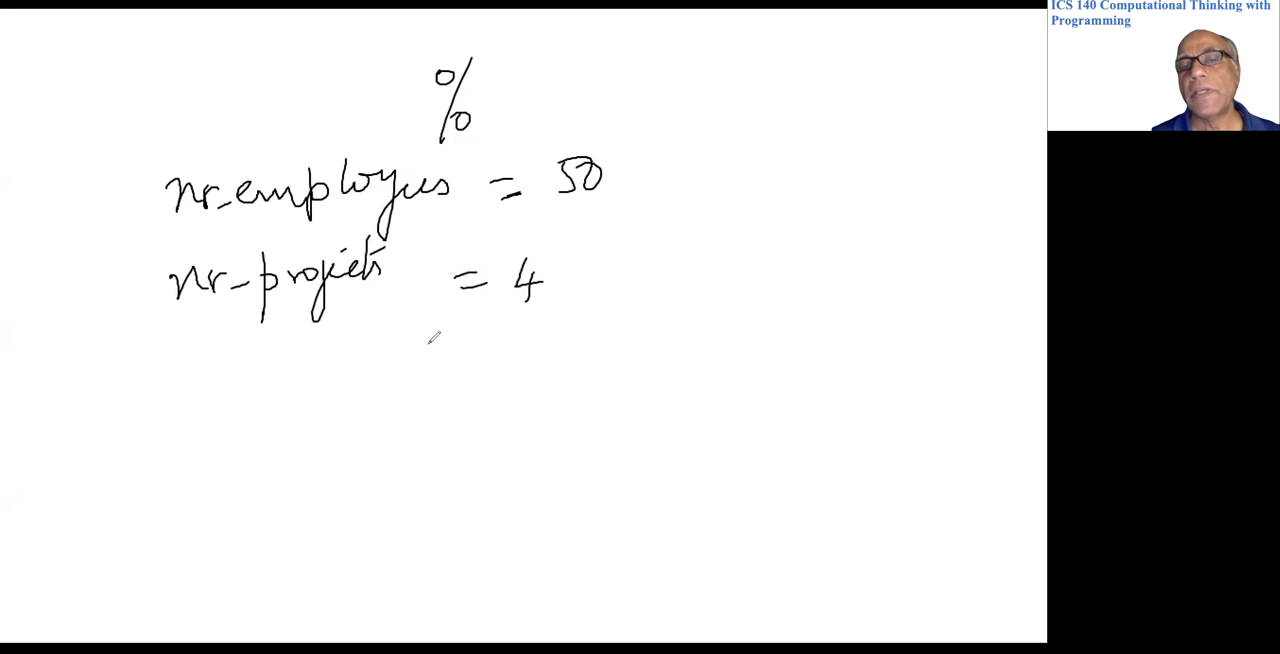 %
nr_employees = 50
nr_projects = 4
ICS 140 Computational Thinking with
Programming